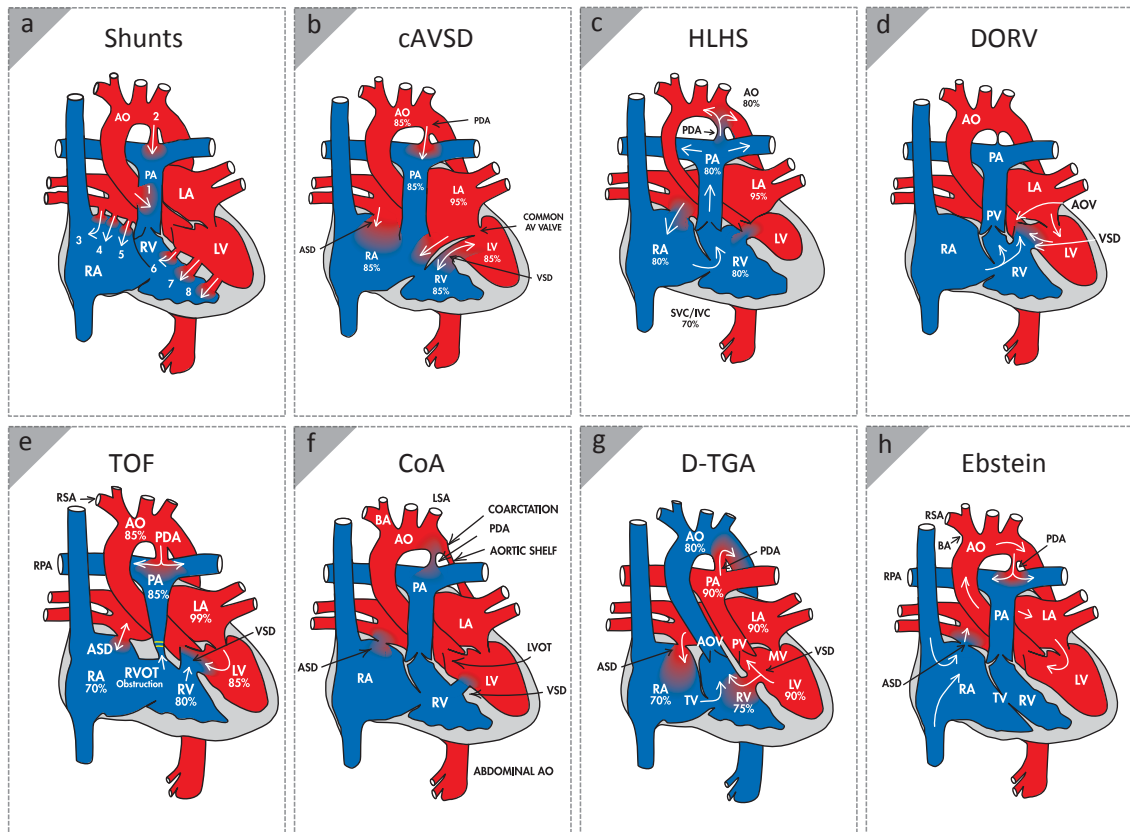 a
Shunts
AO
2
PA
1
LA
3
4
5
RV
LV
RA
6
7
8
b
cAVSD
AO
85%
PDA
PA
85%
LA
95%
COMMON
AV VALVE
ASD
RA
85%
LV
85%
RV
85%
VSD
c
HLHS
AO
80%
PDA
PA
80%
LA
95%
RA
80%
LV
RV
80%
SVC/IVC
70%
d
DORV
AO
PA
LA
PV
AOV
RA
VSD
LV
RV
e
TOF
RSA
AO
85%
PDA
RPA
PA
85%
LA
99%
VSD
ASD
RA
70%
RVOT
Obstruction
RV
80%
LV
85%
f
CoA
LSA
BA
COARCTATION
AO
PDA
AORTIC SHELF
PA
LA
LVOT
ASD
RA
LV
VSD
RV
ABDOMINAL AO
g
D-TGA
AO
80%
PDA
PA
90%
LA
90%
AOV
PV
VSD
MV
ASD
RA
70%
TV
RV
75%
LV
90%
h
Ebstein
RSA
BA
AO
PDA
RPA
PA
LA
ASD
RA
TV
RV
LV